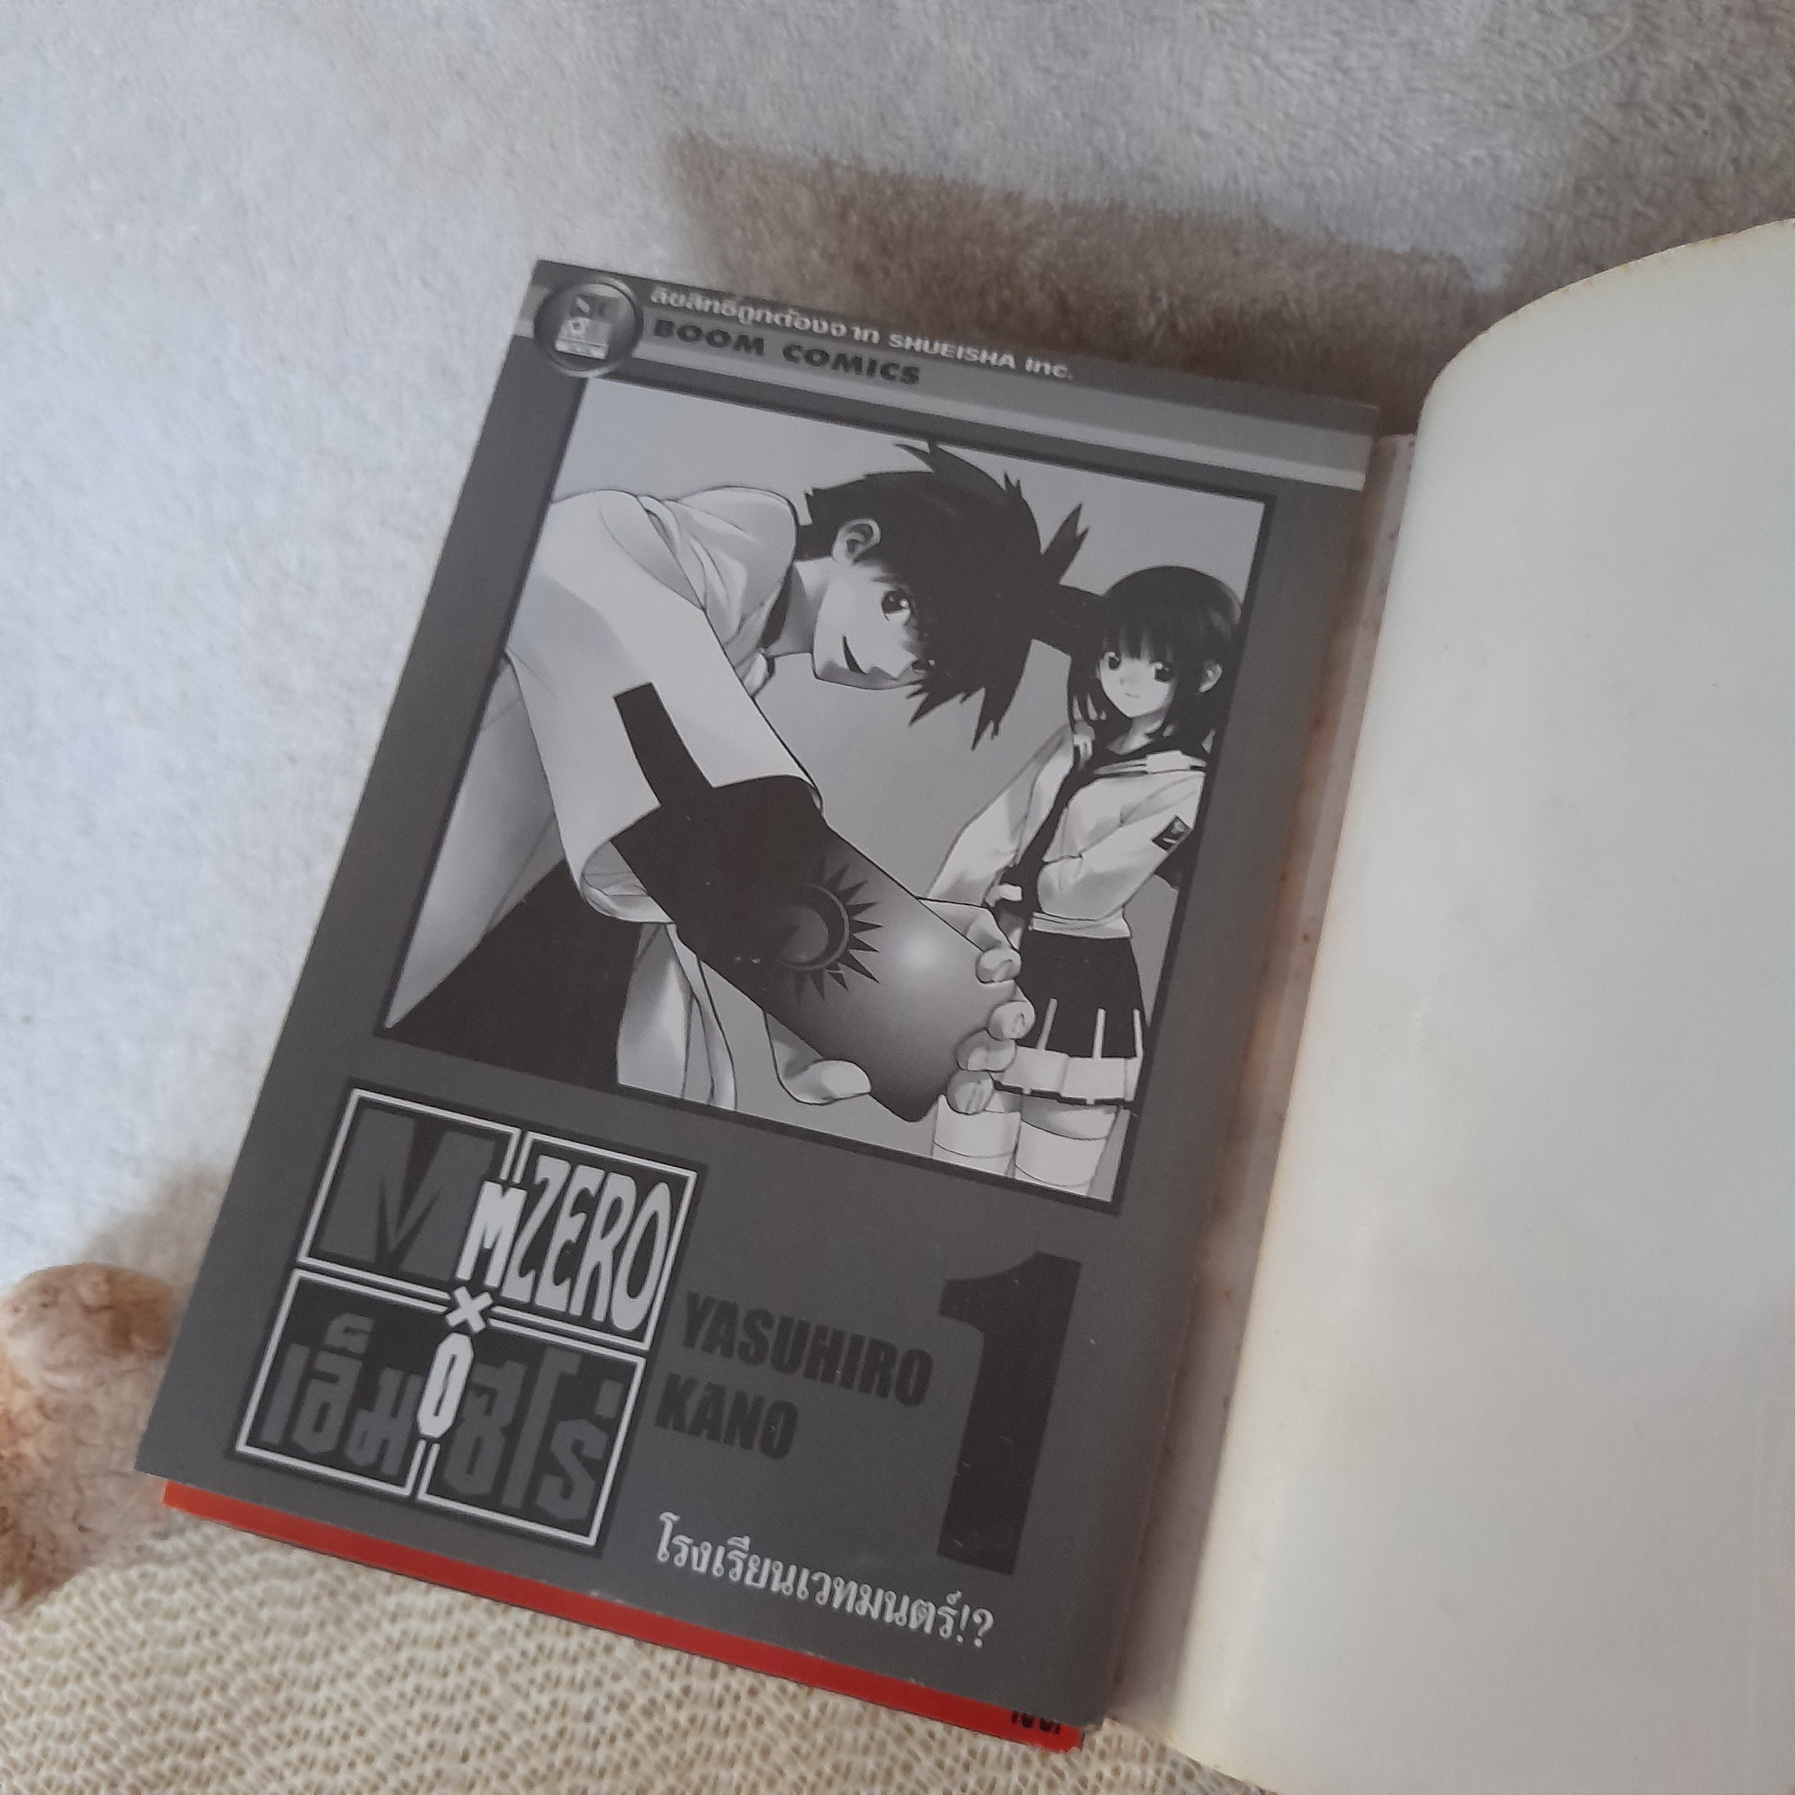 ลิขสิทธิ์ถูกต้องจาก SHUEISHA Inc.
BOOM COMICS
M
M ZERO
×
0
เอ็มซีโร่
YASUHIRO
KANO
1
โรงเรียนเวทมนตร์!?